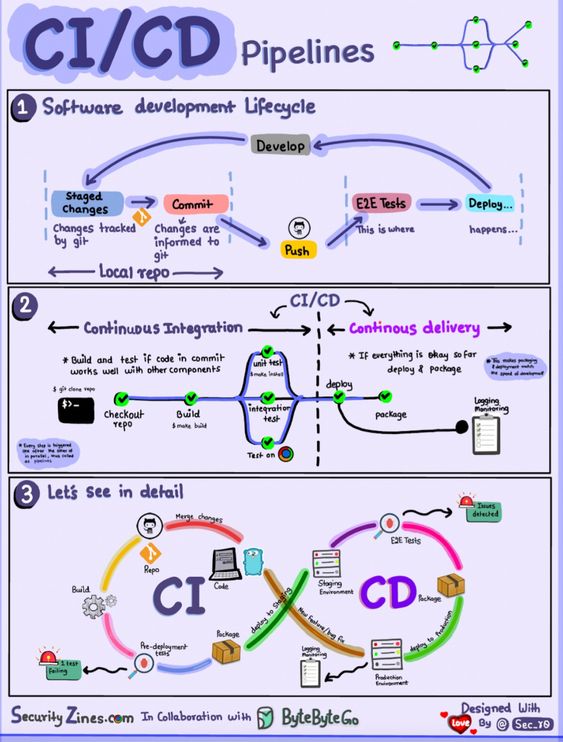 CI/CD Pipelines
1 Software development Lifecycle
Develop
Staged
Changes
Commit
E2E Tests
Deploy...
Changes tracked
by git
Changes are
informed to
git
Push
This is where
happens...
Local repo
2
CI/CD
Continuous Integration
Continous delivery
* Build and test if code in commit
works well with other components
* If everything is okay so far
deploy & package
This makes packaging
& deployment match
the speed of development
$ git clone repo
$>_
Checkout
repo
Build
$ make build
unit test
$ make install
integration
test
Test on
deploy
package
Logging
Monitoring
Every step is triggered
one after the other or
in parallel, thus called
as pipelines
3 Let's see in detail
Merge changes
Repo
Code
Build
CI
Pre-deployment
tests
1 test
failing
Package
deploy to Staging
New feature/bug fix
Staging
Environment
E2E Tests
Issues
detected
CD
Package
deploy to Production
Production
Environment
Logging
Monitoring
SecurityZines.com In Collaboration with ByteByteGo
Designed With
Love By @ Sec_r0